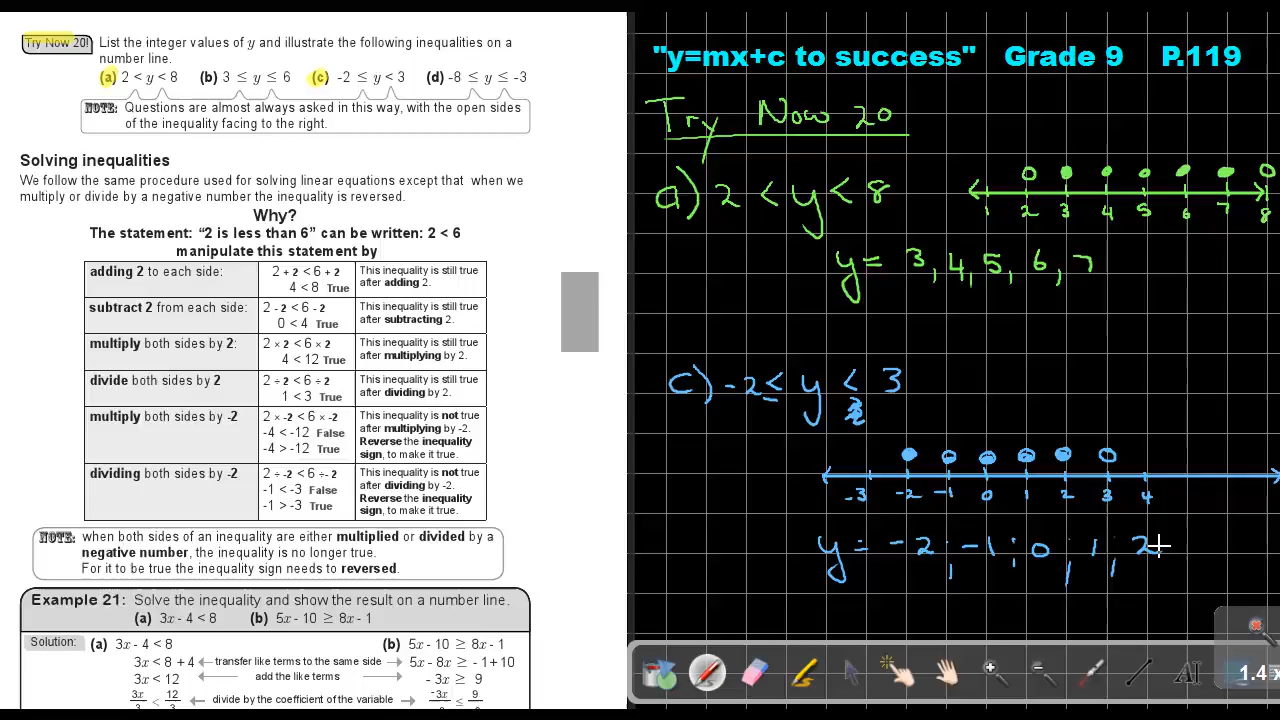 Try Now 20! List the integer values of y and illustrate the following inequalities on a
number line.
(a) 2 < y < 8 (b) 3 ≤ y ≤ 6 (c) -2 ≤ y < 3 (d) -8 ≤ y ≤ -3
NOTE: Questions are almost always asked in this way, with the open sides
of the inequality facing to the right.
Solving inequalities
We follow the same procedure used for solving linear equations except that when we
multiply or divide by a negative number the inequality is reversed.
Why?
The statement: “2 is less than 6” can be written: 2 < 6
manipulate this statement by
adding 2 to each side: 2 + 2 < 6 + 2 This inequality is still true
4 < 8 True after adding 2.
subtract 2 from each side: 2 - 2 < 6 - 2 This inequality is still true
0 < 4 True after subtracting 2.
multiply both sides by 2: 2 × 2 < 6 × 2 This inequality is still true
4 < 12 True after multiplying by 2.
divide both sides by 2 2 ÷ 2 < 6 ÷ 2 This inequality is still true
1 < 3 True after dividing by 2.
multiply both sides by -2 2 × -2 < 6 × -2 This inequality is not true
-4 < -12 False after multiplying by -2.
-4 > -12 True Reverse the inequality
sign, to make it true.
dividing both sides by -2 2 ÷ -2 < 6 ÷ -2 This inequality is not true
-1 < -3 False after dividing by -2.
-1 > -3 True Reverse the inequality
sign, to make it true.
NOTE: when both sides of an inequality are either multiplied or divided by a
negative number, the inequality is no longer true.
For it to be true the inequality sign needs to reversed.
Example 21: Solve the inequality and show the result on a number line.
(a) 3x - 4 < 8 (b) 5x - 10 ≥ 8x - 1
Solution: (a) 3x - 4 < 8 (b) 5x - 10 ≥ 8x - 1
3x < 8 + 4 transfer like terms to the same side 5x - 8x ≥ - 1 + 10
3x < 12 add the like terms - 3x ≥ 9
3x/3 < 12/3 divide by the coefficient of the variable -3x ≤ 9
"y=mx+c to success" Grade 9 P.119
Try Now 20
a) 2 < y < 8
1 2 3 4 5 6 7 8
y = 3, 4, 5, 6, 7
c) -2 ≤ y < 3
-3 -2 -1 0 1 2 3 4
y = -2 ; -1 ; 0 ; 1 ; 2
AI
1.4 x